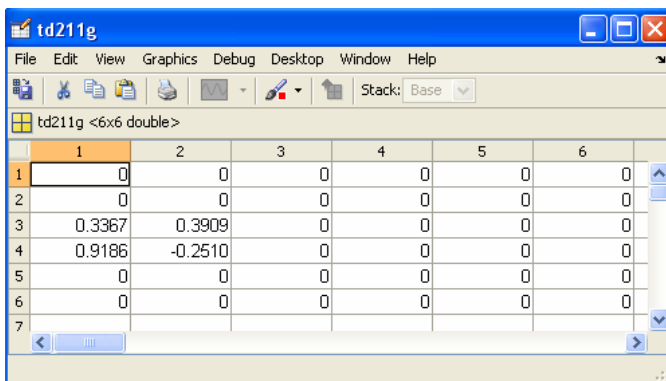 td211g
File Edit View Graphics Debug Desktop Window Help
Stack: Base
td211g <6x6 double>
1 2 3 4 5 6
1 0 0 0 0 0 0
2 0 0 0 0 0 0
3 0.3367 0.3909 0 0 0 0
4 0.9186 -0.2510 0 0 0 0
5 0 0 0 0 0 0
6 0 0 0 0 0 0
7